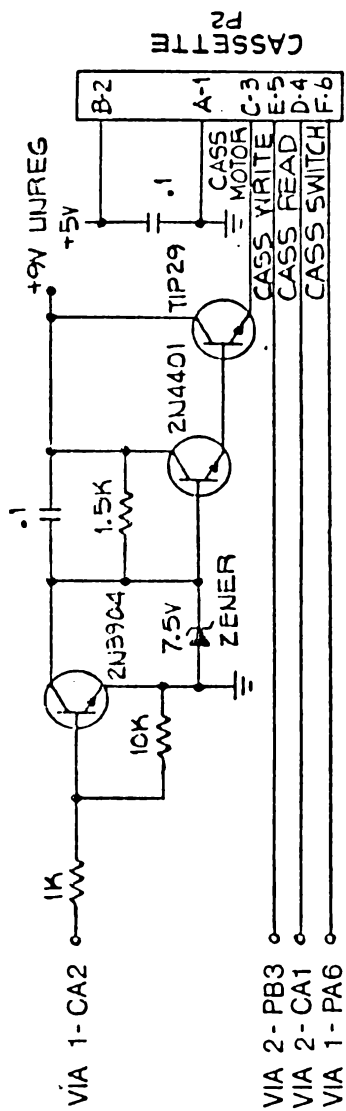 CASSETTE
P2
B-2
A-1
C-3
E-5
D-4
F-6
+9V UNREG
+5V
.1
CASS
MOTOR
CASS WRITE
CASS READ
CASS SWITCH
TIP29
2N4401
.1
1.5K
2N3904
7.5V
ZENER
10K
1K
VIA 1-CA2
VIA 2-PB3
VIA 2-CA1
VIA 1-PA6